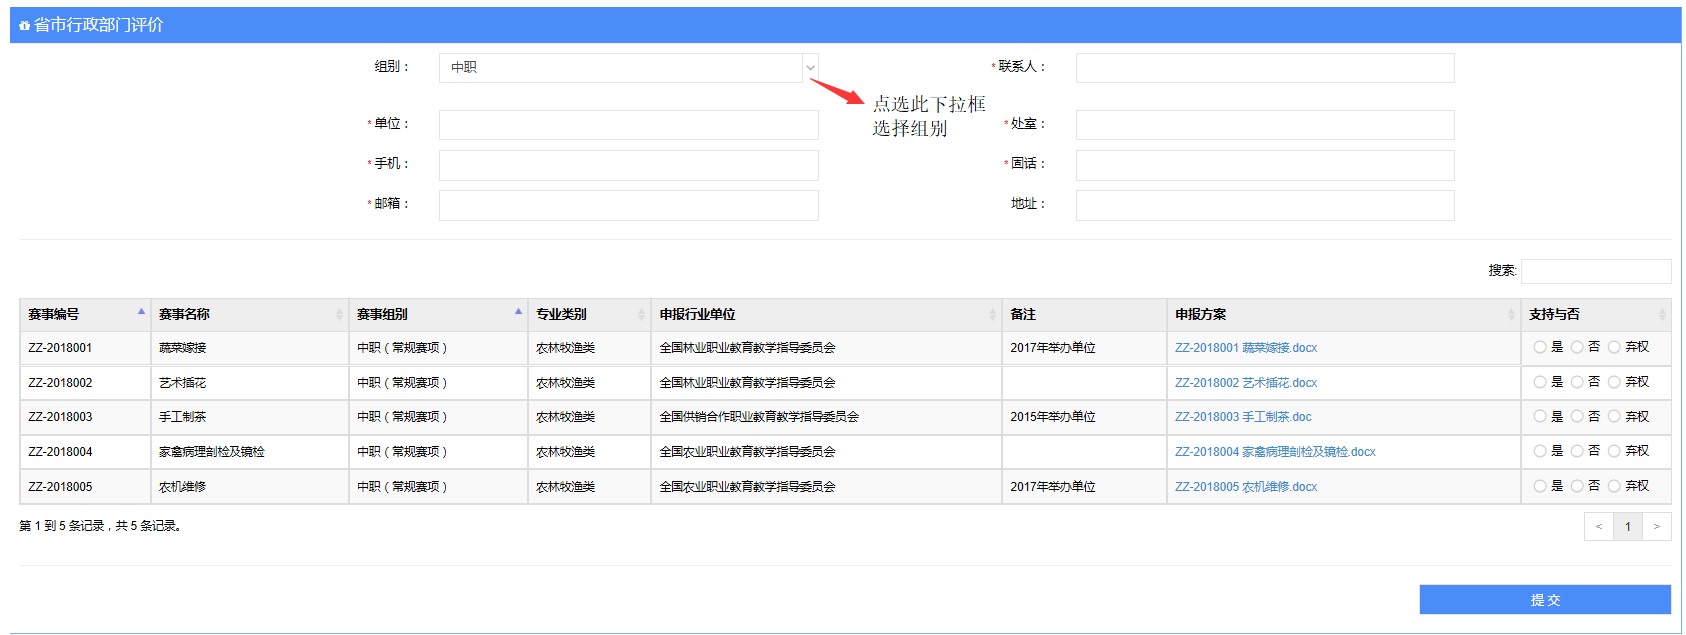 省市行政部门评价
组别： 中职 *联系人：
点选此下拉框
选择组别
*单位： *处室：
*手机： *固话：
*邮箱： 地址：
搜索:
赛事编号 赛事名称 赛事组别 专业类别 申报行业单位 备注 申报方案 支持与否
ZZ-2018001 蔬菜嫁接 中职（常规赛项） 农林牧渔类 全国林业职业教育教学指导委员会 2017年举办单位 ZZ-2018001 蔬菜嫁接.docx 是 否 弃权
ZZ-2018002 艺术插花 中职（常规赛项） 农林牧渔类 全国林业职业教育教学指导委员会 ZZ-2018002 艺术插花.docx 是 否 弃权
ZZ-2018003 手工制茶 中职（常规赛项） 农林牧渔类 全国供销合作职业教育教学指导委员会 2015年举办单位 ZZ-2018003 手工制茶.doc 是 否 弃权
ZZ-2018004 家禽病理剖检及镜检 中职（常规赛项） 农林牧渔类 全国农业职业教育教学指导委员会 ZZ-2018004 家禽病理剖检及镜检.docx 是 否 弃权
ZZ-2018005 农机维修 中职（常规赛项） 农林牧渔类 全国农业职业教育教学指导委员会 2017年举办单位 ZZ-2018005 农机维修.docx 是 否 弃权
第 1 到 5 条记录，共 5 条记录。 < 1 >
提 交